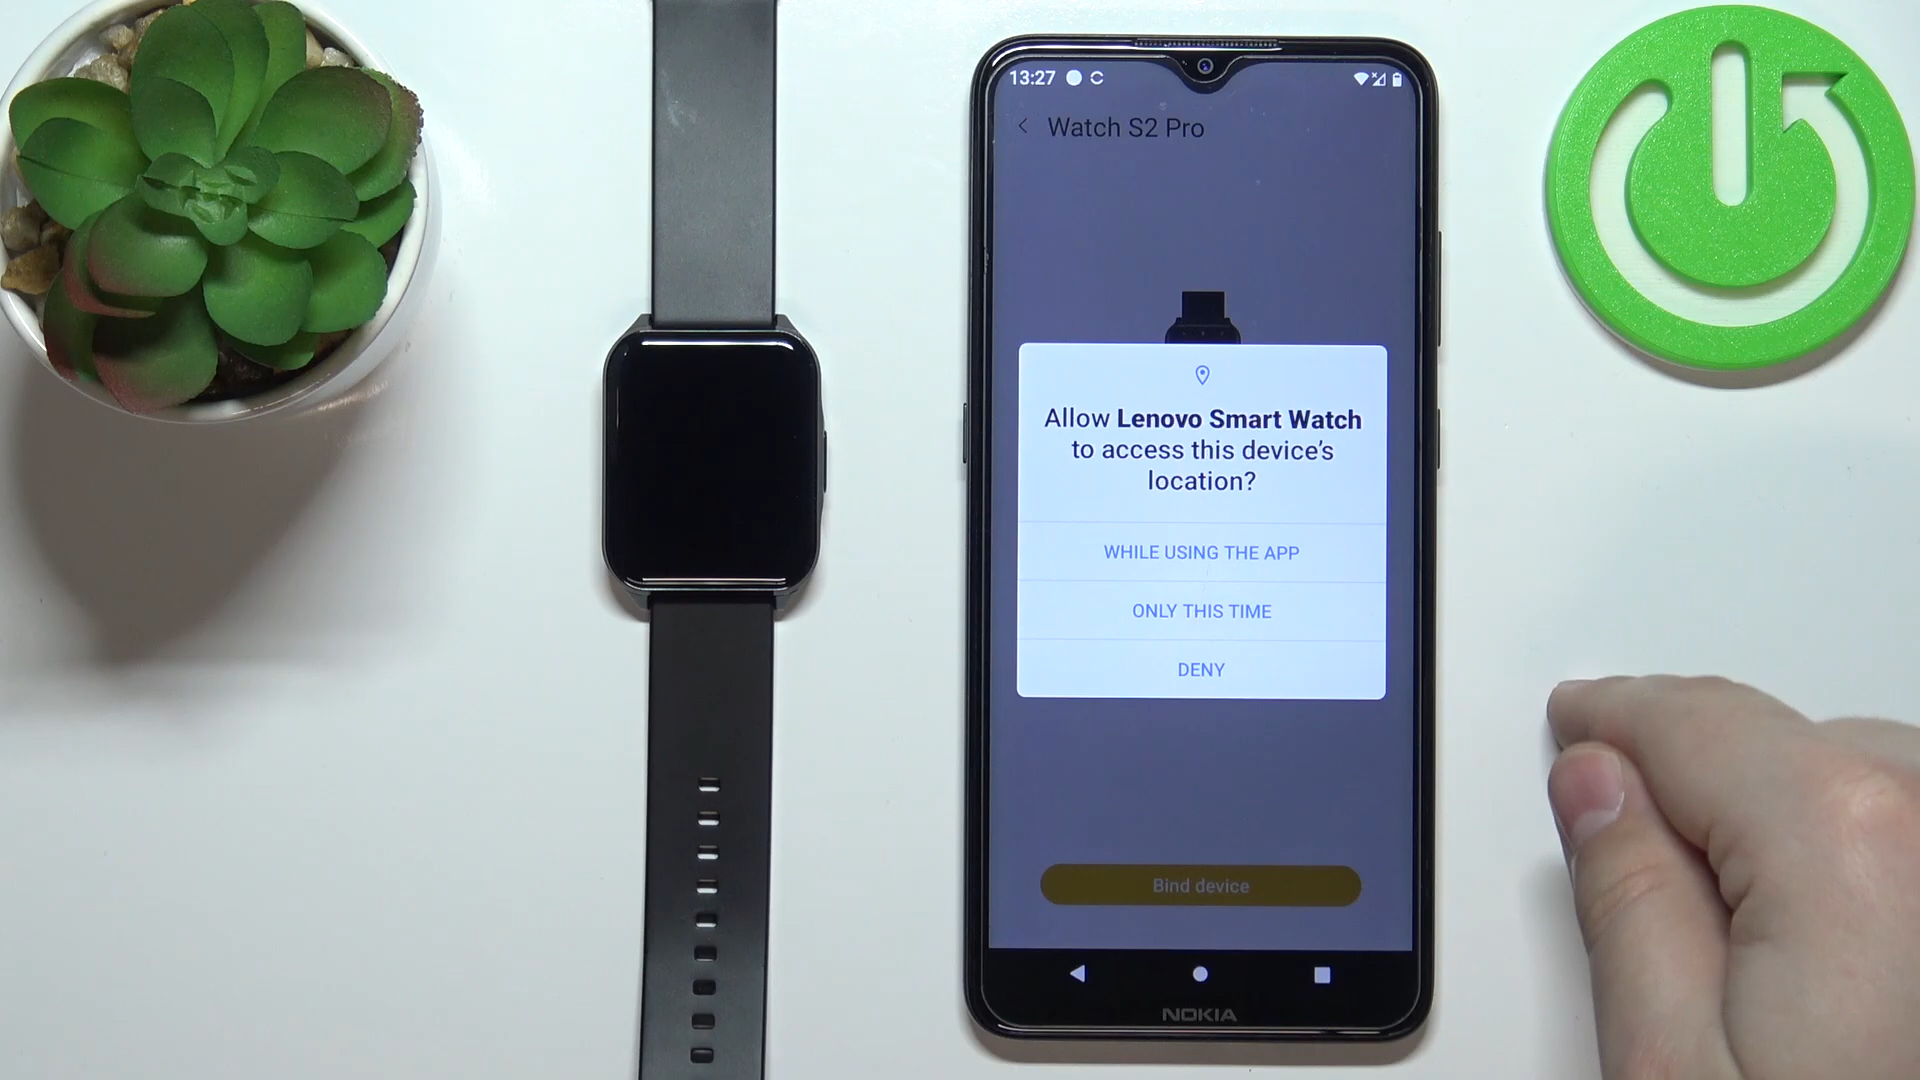 13:27
Watch S2 Pro
Allow Lenovo Smart Watch
to access this device's
location?
WHILE USING THE APP
ONLY THIS TIME
DENY
Bind device
NOKIA